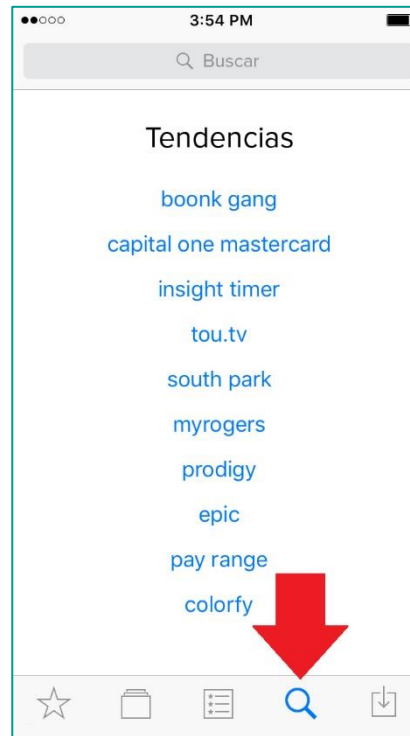 3:54 PM
Buscar
Tendencias
boonk gang
capital one mastercard
insight timer
tou.tv
south park
myrogers
prodigy
epic
pay range
colorfy